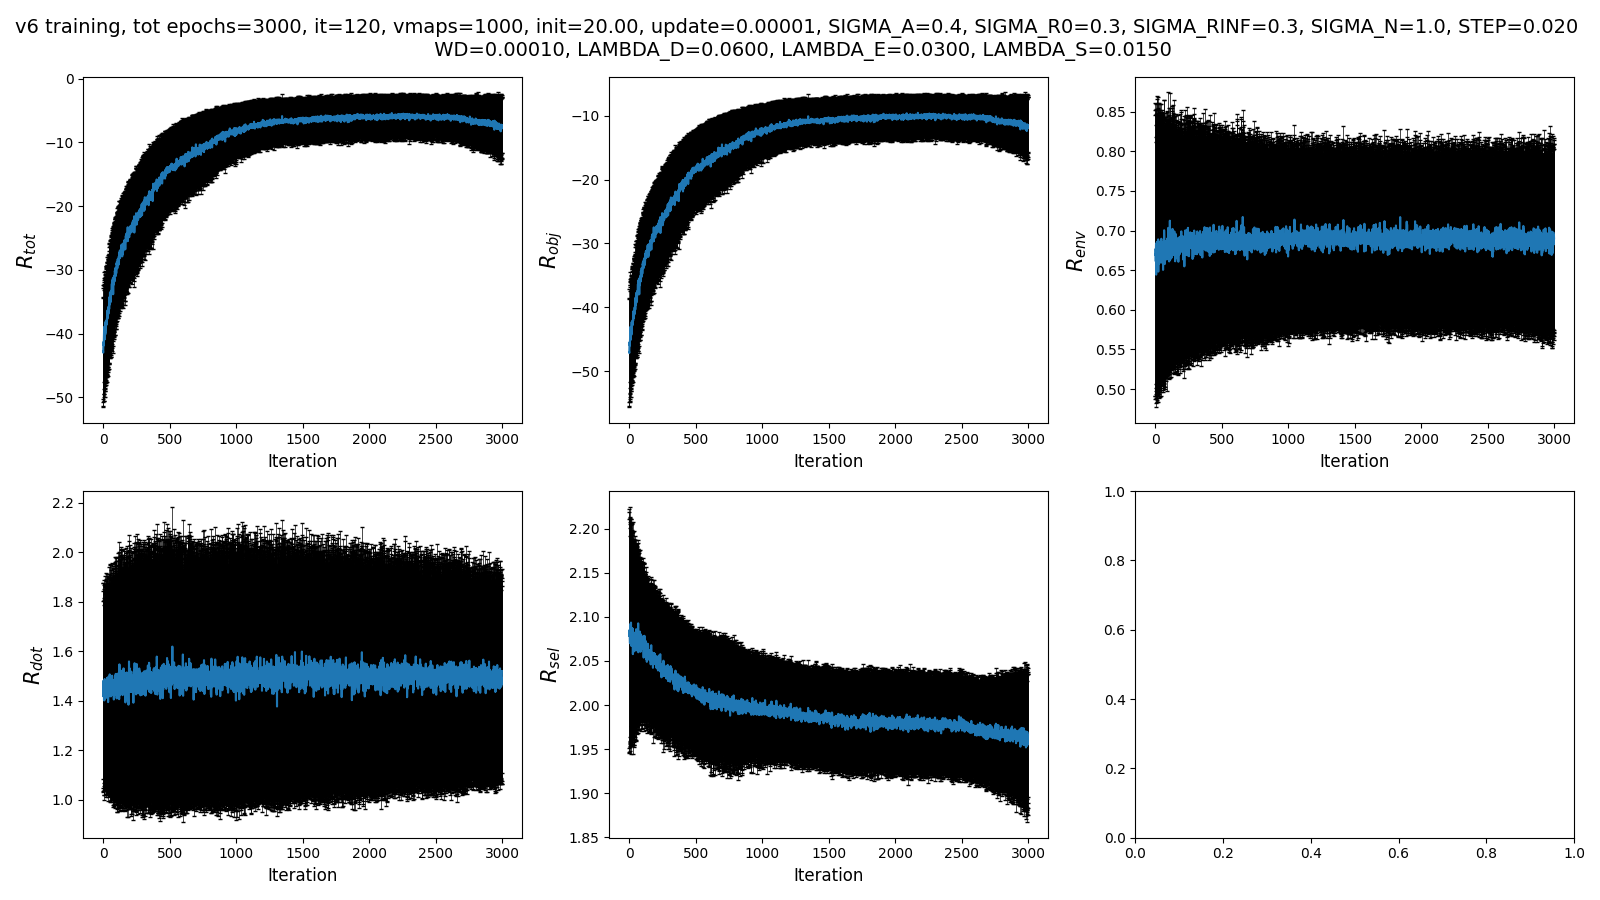 v6 training, tot epochs=3000, it=120, vmaps=1000, init=20.00, update=0.00001, SIGMA_A=0.4, SIGMA_R0=0.3, SIGMA_RINF=0.3, SIGMA_N=1.0, STEP=0.020
WD=0.00010, LAMBDA_D=0.0600, LAMBDA_E=0.0300, LAMBDA_S=0.0150
R_tot
0
−10
−20
−30
−40
−50
0 500 1000 1500 2000 2500 3000
Iteration
R_obj
−10
−20
−30
−40
−50
0 500 1000 1500 2000 2500 3000
Iteration
R_env
0.85
0.80
0.75
0.70
0.65
0.60
0.55
0.50
0 500 1000 1500 2000 2500 3000
Iteration
R_dot
2.2
2.0
1.8
1.6
1.4
1.2
1.0
0 500 1000 1500 2000 2500 3000
Iteration
R_sel
2.20
2.15
2.10
2.05
2.00
1.95
1.90
1.85
0 500 1000 1500 2000 2500 3000
Iteration
1.0
0.8
0.6
0.4
0.2
0.0
0.0 0.2 0.4 0.6 0.8 1.0